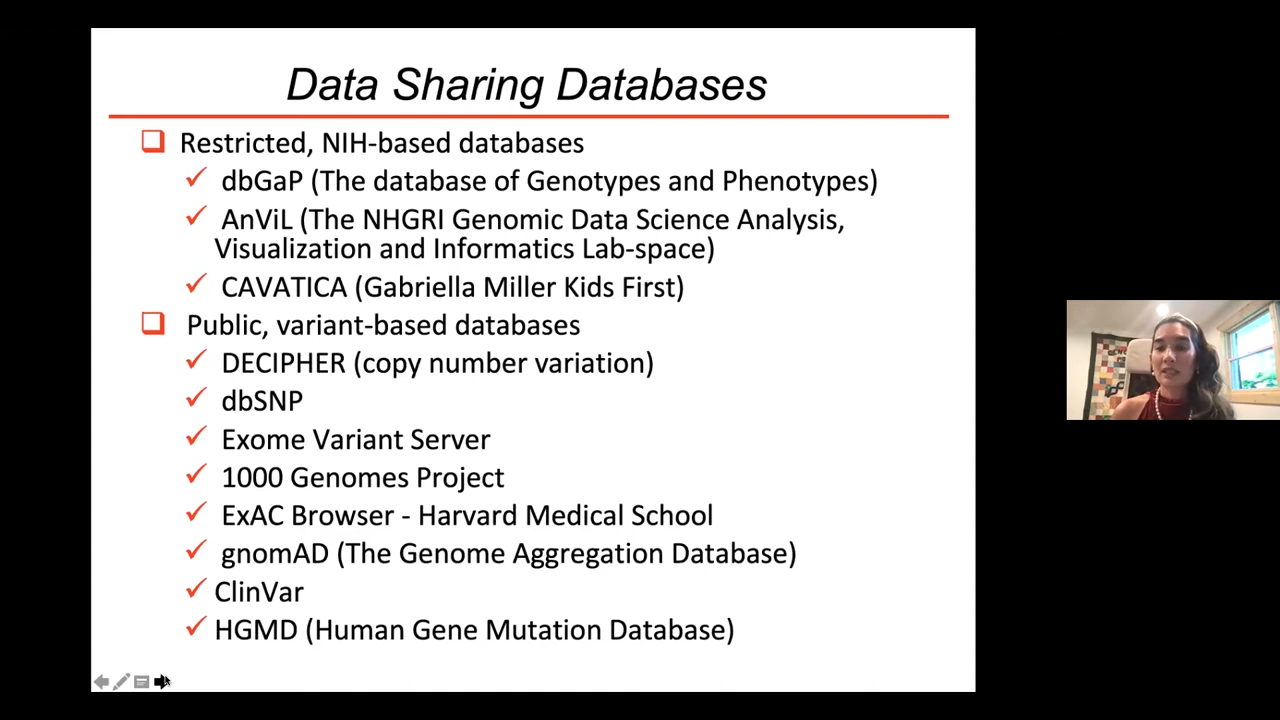 Data Sharing Databases
Restricted, NIH-based databases
dbGaP (The database of Genotypes and Phenotypes)
AnViL (The NHGRI Genomic Data Science Analysis,
Visualization and Informatics Lab-space)
CAVATICA (Gabriella Miller Kids First)
Public, variant-based databases
DECIPHER (copy number variation)
dbSNP
Exome Variant Server
1000 Genomes Project
ExAC Browser - Harvard Medical School
gnomAD (The Genome Aggregation Database)
ClinVar
HGMD (Human Gene Mutation Database)